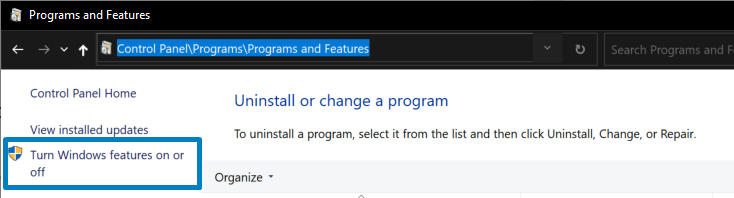 Programs and Features
Control Panel\Programs\Programs and Features
Search Programs and F
Control Panel Home
Uninstall or change a program
View installed updates
To uninstall a program, select it from the list and then click Uninstall, Change, or Repair.
Turn Windows features on or
off
Organize